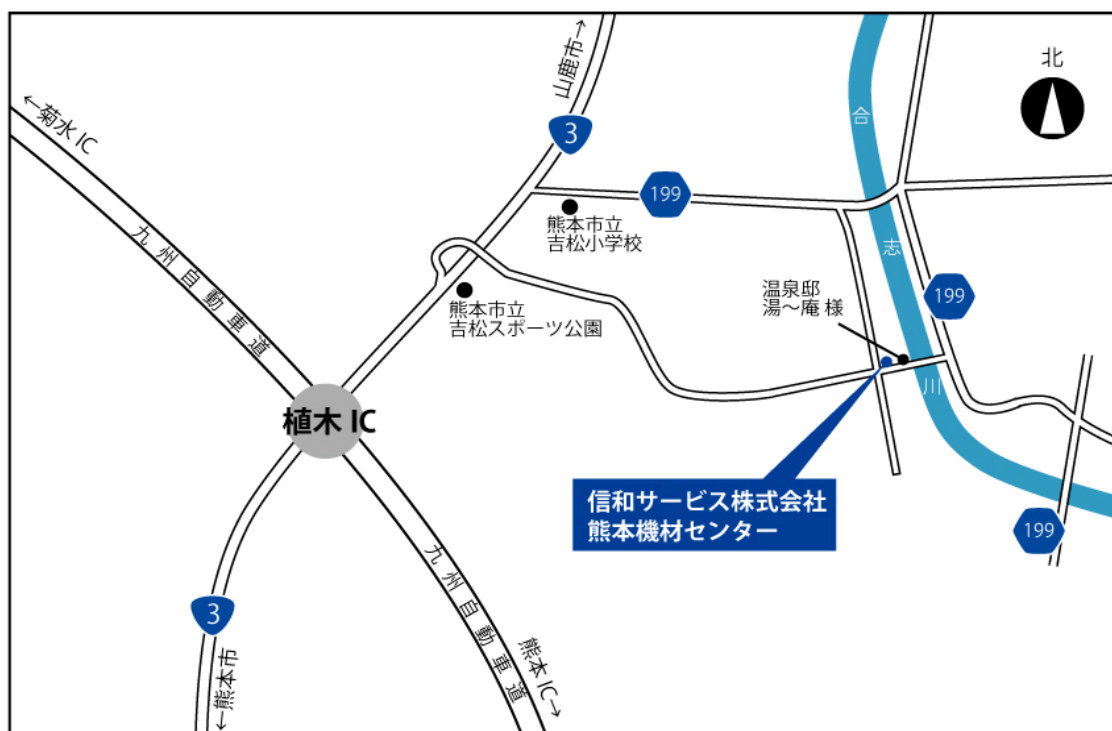 山鹿市→
北
←菊水 IC
3
合
199
熊本市立
吉松小学校
九州自動車道
志
温泉邸
湯～庵 様
199
熊本市立
吉松スポーツ公園
川
植木 IC
信和サービス株式会社
熊本機材センター
199
九州自動車道
3
←熊本市
熊本 IC→